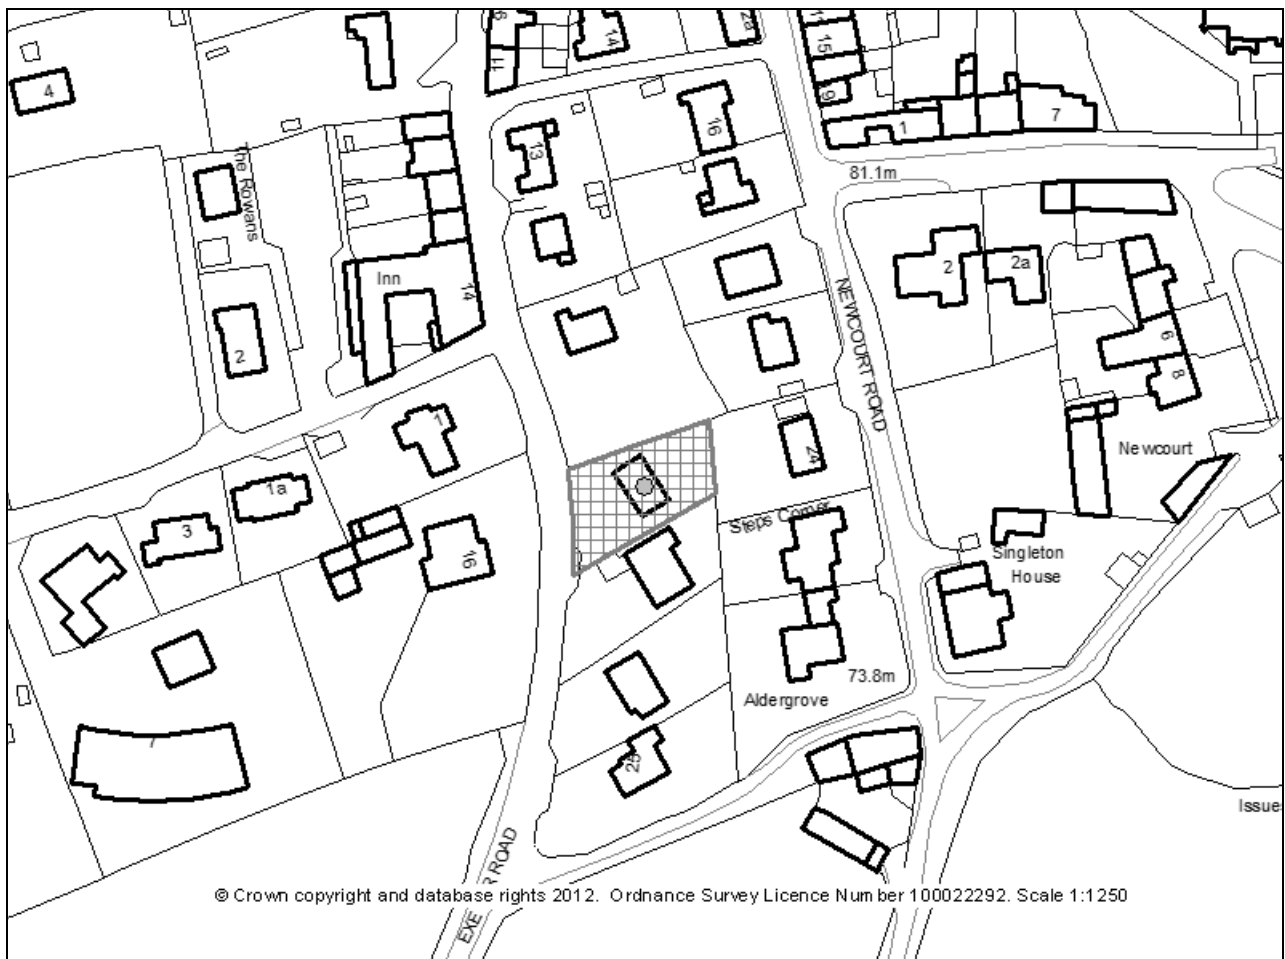 14
2a
15
11
4
9
1
7
16
13
81.1m
The Rowans
Inn
14
2
2a
NEWCOURT ROAD
6
2
8
1
24
Newcourt
1a
Steps Corner
3
16
Singleton
House
73.8m
Aldergrove
7
25
Issue
© Crown copyright and database rights 2012. Ordnance Survey Licence Number 100022292. Scale 1:1250
ROAD